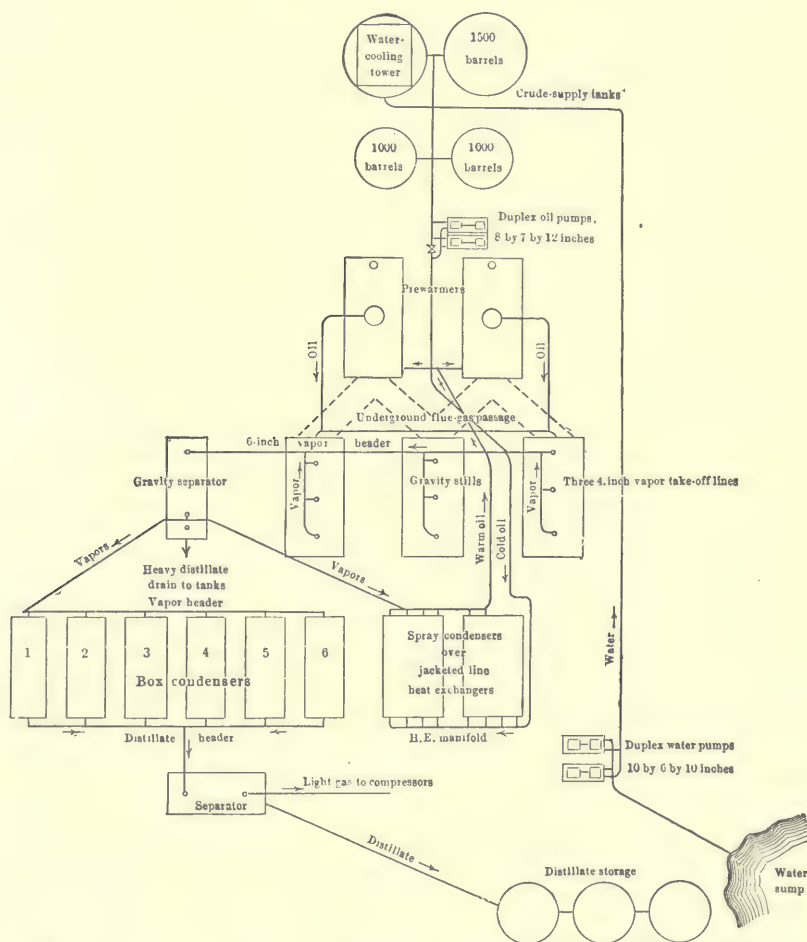 Water-
cooling
tower
1500
barrels
Crude-supply tanks
1000
barrels
1000
barrels
Duplex oil pumps,
8 by 7 by 12 inches
Prewarmers
Oil
Oil
Underground flue-gas passage
6-inch vapor header
Gravity separator
Vapor
Gravity stills
Vapor
Three 4-inch vapor take-off lines
Warm oil
Cold oil
Vapors
Heavy distillate
drain to tanks
Vapors
Vapor header
1 2 3 4 5 6
Box condensers
Spray condensers
over
jacketed line
heat exchangers
Water
Distillate header
H.E. manifold
Duplex water pumps
10 by 6 by 10 inches
Light gas to compressors
Separator
Distillate
Distillate storage
Water
sump